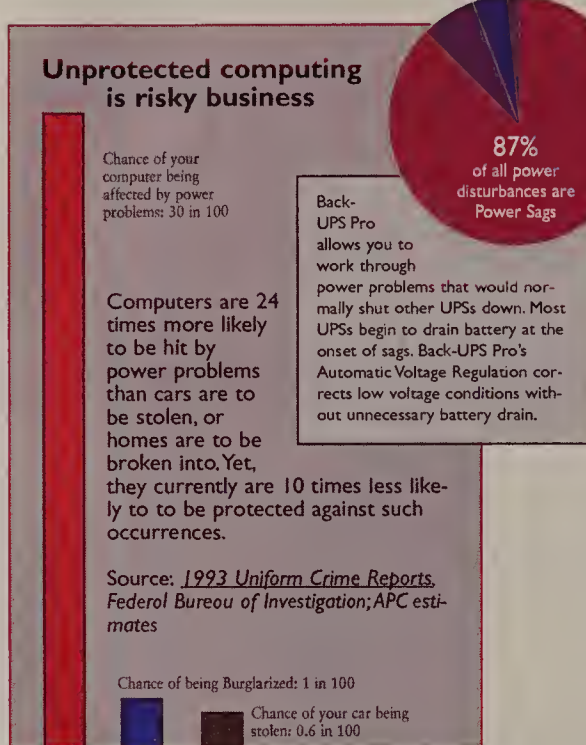 Unprotected computing
is risky business
87%
of all power
disturbances are
Power Sags
Chance of your
computer being
affected by power
problems: 30 in 100
Back-
UPS Pro
allows you to
work through
power problems that would nor-
mally shut other UPSs down. Most
UPSs begin to drain battery at the
onset of sags. Back-UPS Pro's
Automatic Voltage Regulation cor-
rects low voltage conditions with-
out unnecessary battery drain.
Computers are 24
times more likely
to be hit by
power problems
than cars are to
be stolen, or
homes are to be
broken into. Yet,
they currently are 10 times less like-
ly to to be protected against such
occurrences.
Source: 1993 Uniform Crime Reports,
Federal Bureau of Investigation; APC esti-
mates
Chance of being Burglarized: 1 in 100
Chance of your car being
stolen: 0.6 in 100